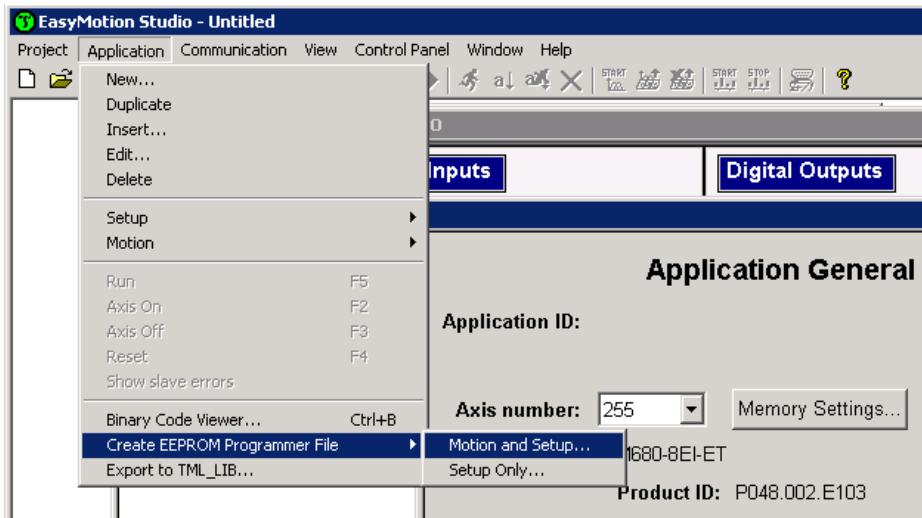 EasyMotion Studio - Untitled
Project Application Communication View Control Panel Window Help
New...
Duplicate
Insert...
Edit...
Delete
Inputs
Digital Outputs
Setup
Motion
Application General
Run F5
Axis On F2
Axis Off F3
Reset F4
Show slave errors
Application ID:
Axis number: 255 Memory Settings...
Binary Code Viewer... Ctrl+B
Create EEPROM Programmer File
Motion and Setup...
Export to TML_LIB...
Setup Only...
680-8EI-ET
Product ID: P048.002.E103